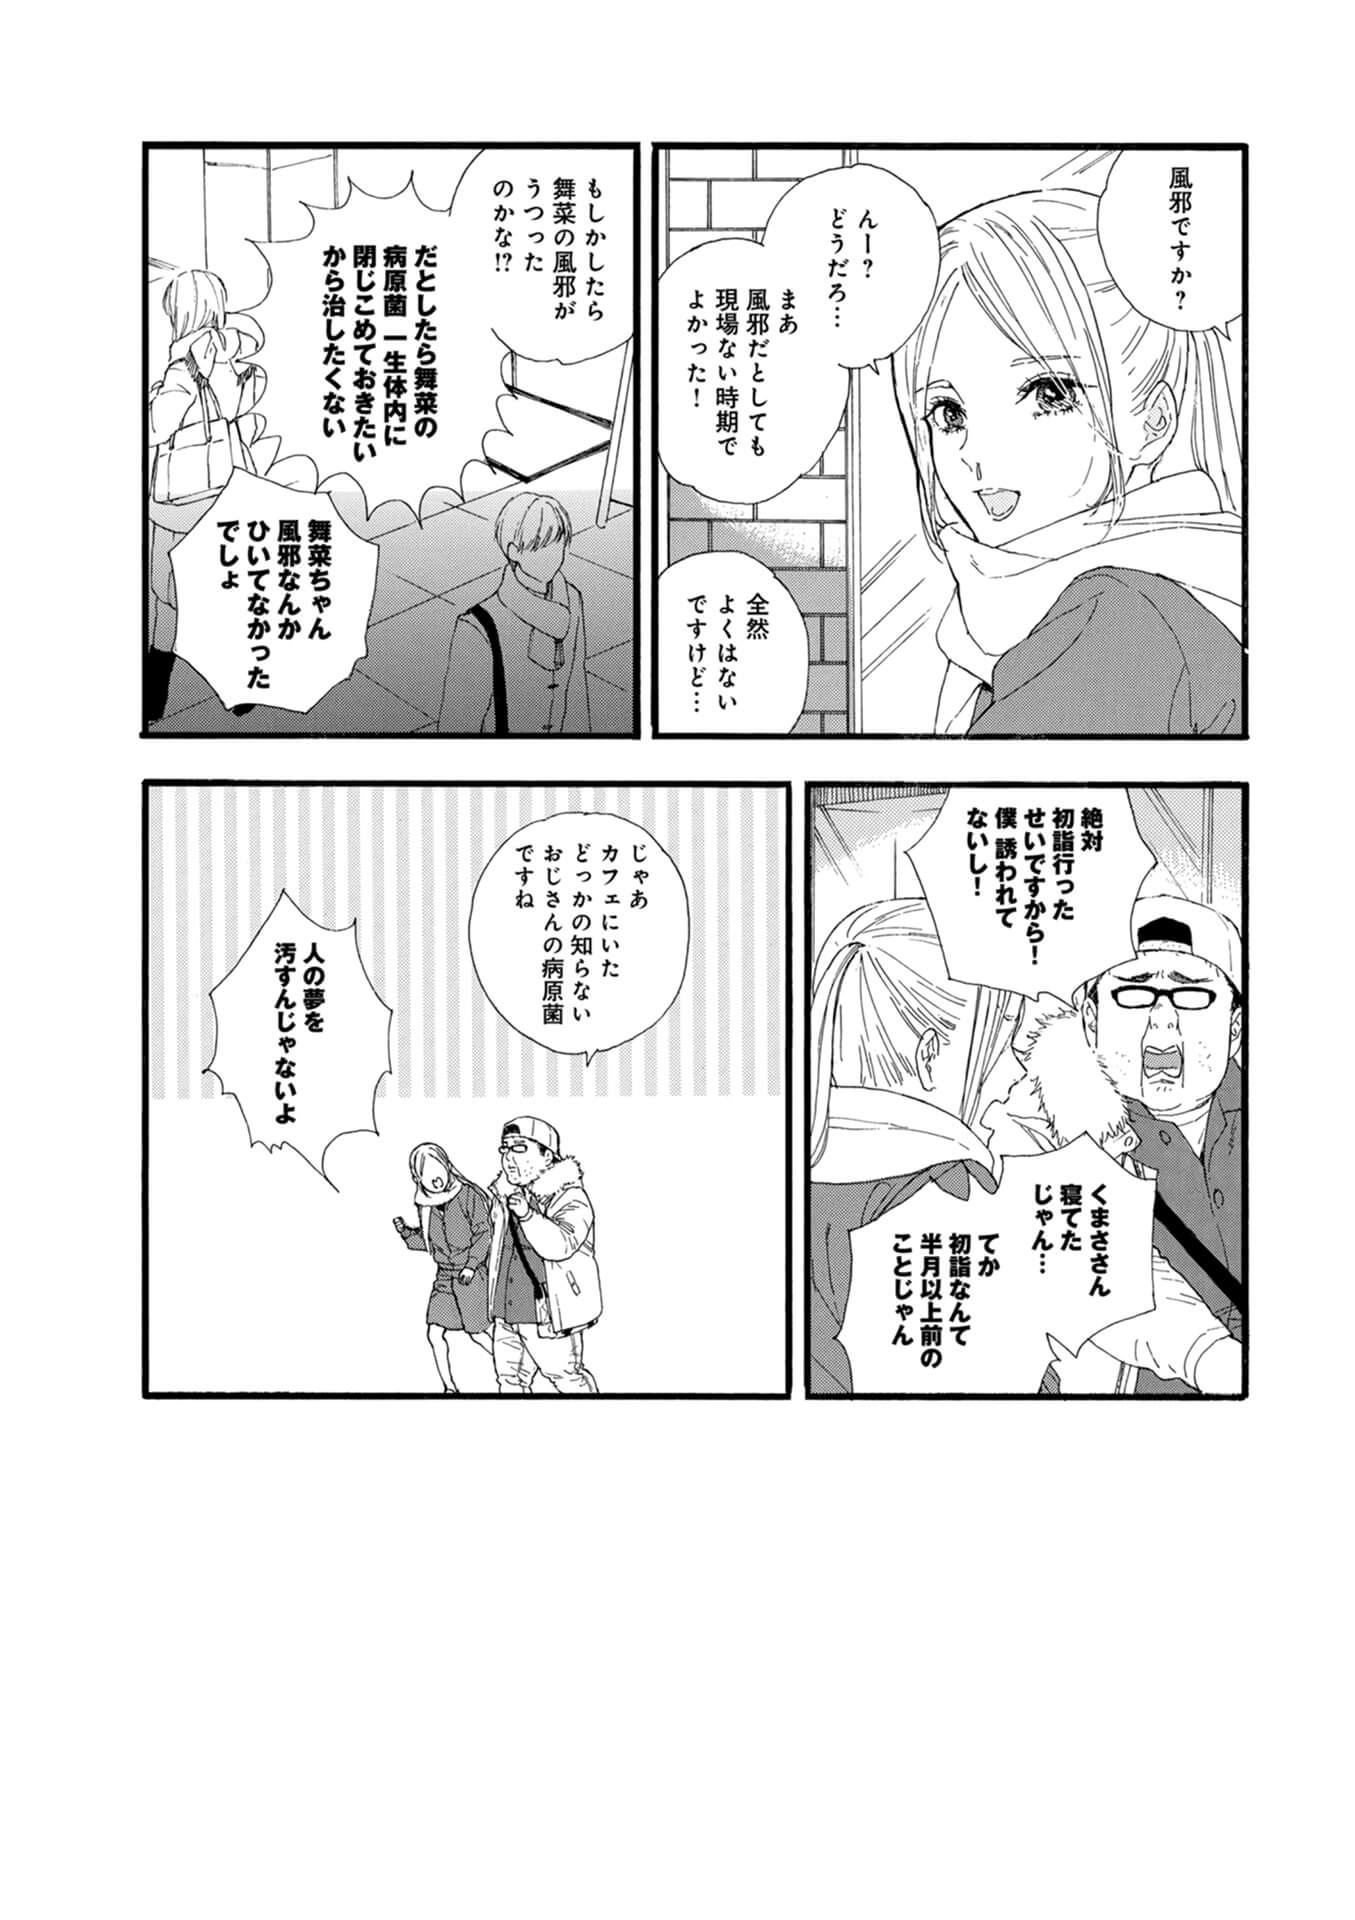 風邪ですか?
んー?
どうだろ…
まあ
風邪だとしても
現場ない時期で
よかった!
全然
よくはない
ですけど…
もしかしたら
舞菜の風邪が
うつった
のかな!?
だとしたら舞菜の
病原菌 一生体内に
閉じこめておきたい
から治したくない
舞菜ちゃん
風邪なんか
ひいてなかった
でしょ
絶対
初詣行った
せいですから!
僕 誘われて
ないし!
くまささん
寝てた
じゃん…
てか
初詣なんて
半月以上前の
ことじゃん
じゃあ
カフェにいた
どっかの知らない
おじさんの病原菌
ですね
人の夢を
汚すんじゃないよ